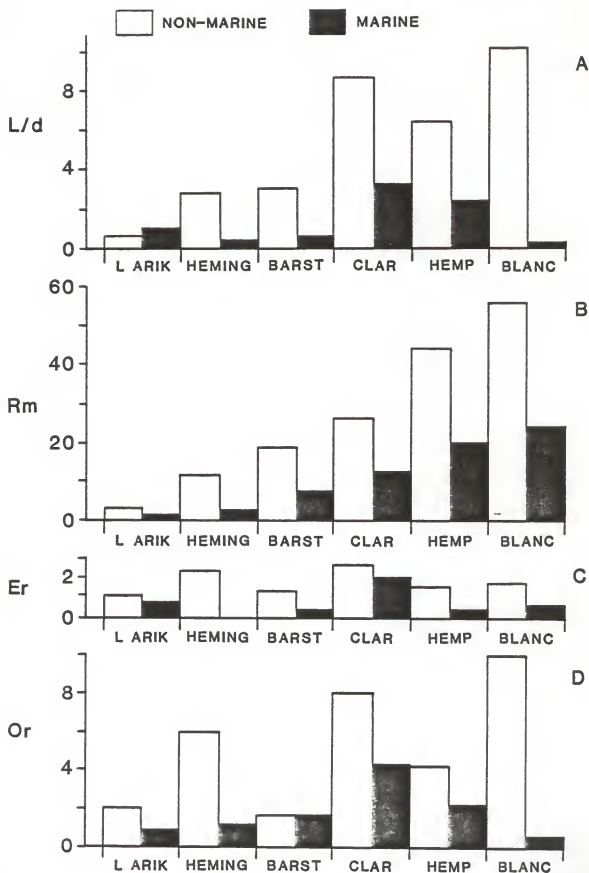 NON-MARINE MARINE
A
L/d
8
4
0
L ARIK HEMING BARST CLAR HEMP BLANC
B
60
40
Rm
20
0
L ARIK HEMING BARST CLAR HEMP BLANC
C
Er
2
0
L ARIK HEMING BARST CLAR HEMP BLANC
D
8
Or
4
0
L ARIK HEMING BARST CLAR HEMP BLANC